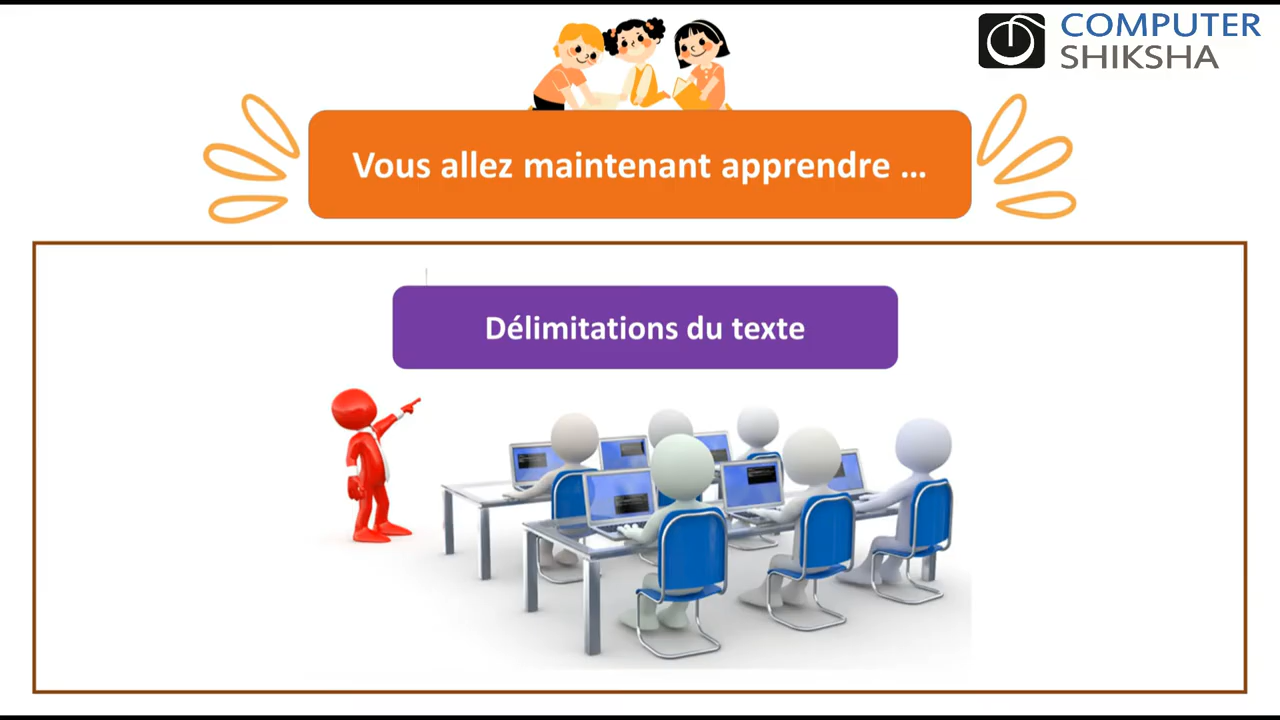 COMPUTER
SHIKSHA
Vous allez maintenant apprendre ...
Délimitations du texte